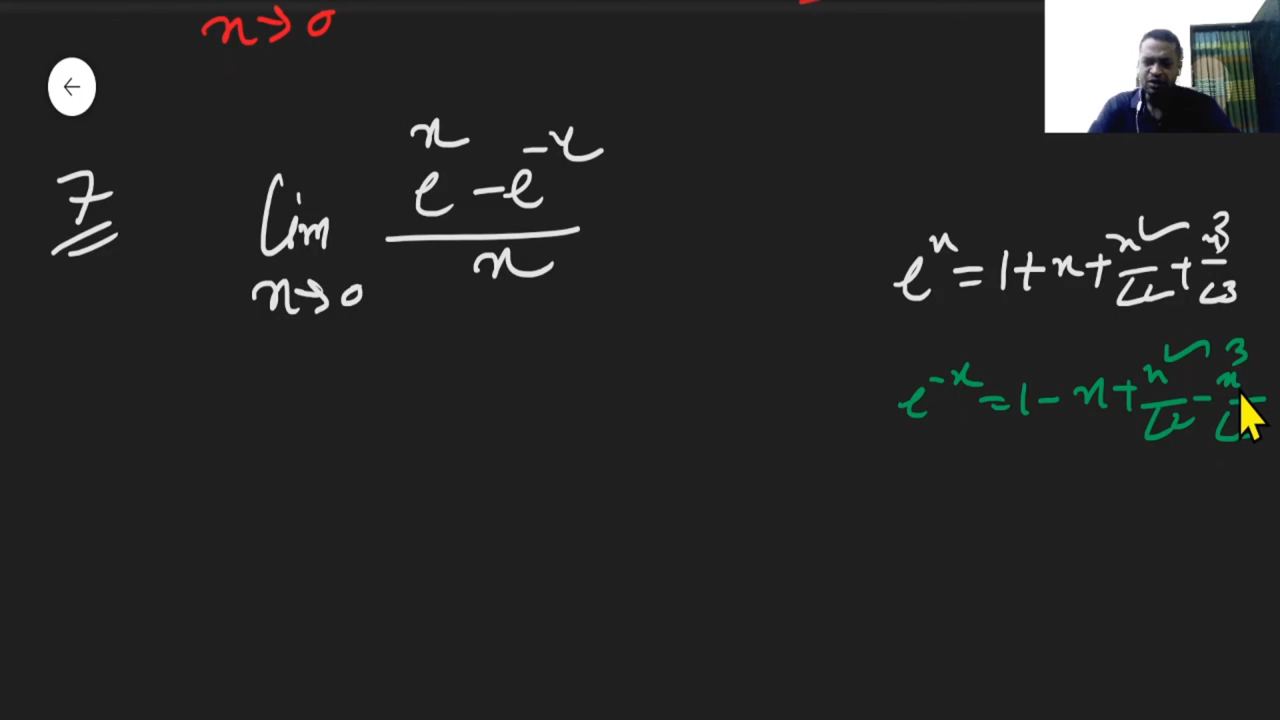 x→0
7
lim x→0 (e^x - e^-x)/x
e^x = 1 + x + x²/⌊2 + x³/⌊3
e^-x = 1 - x + x²/⌊2 - x³/⌊3 -